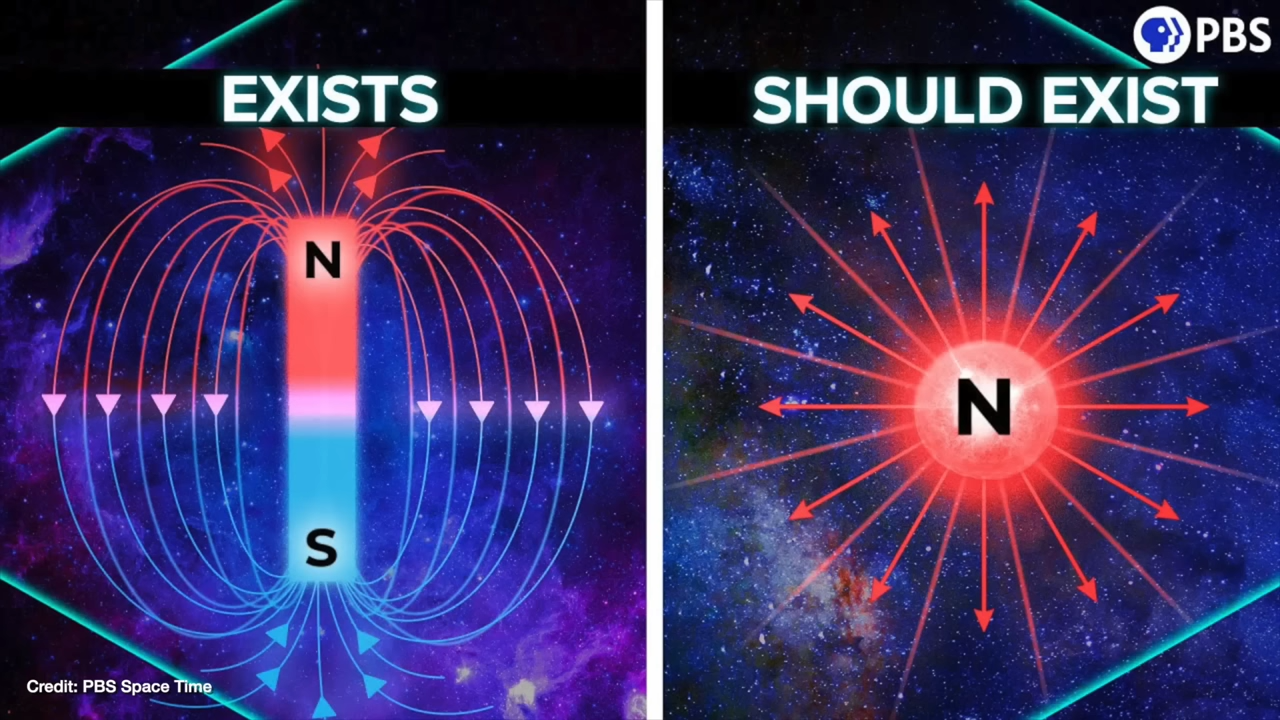 EXISTS
N
S
Credit: PBS Space Time
PBS
SHOULD EXIST
N